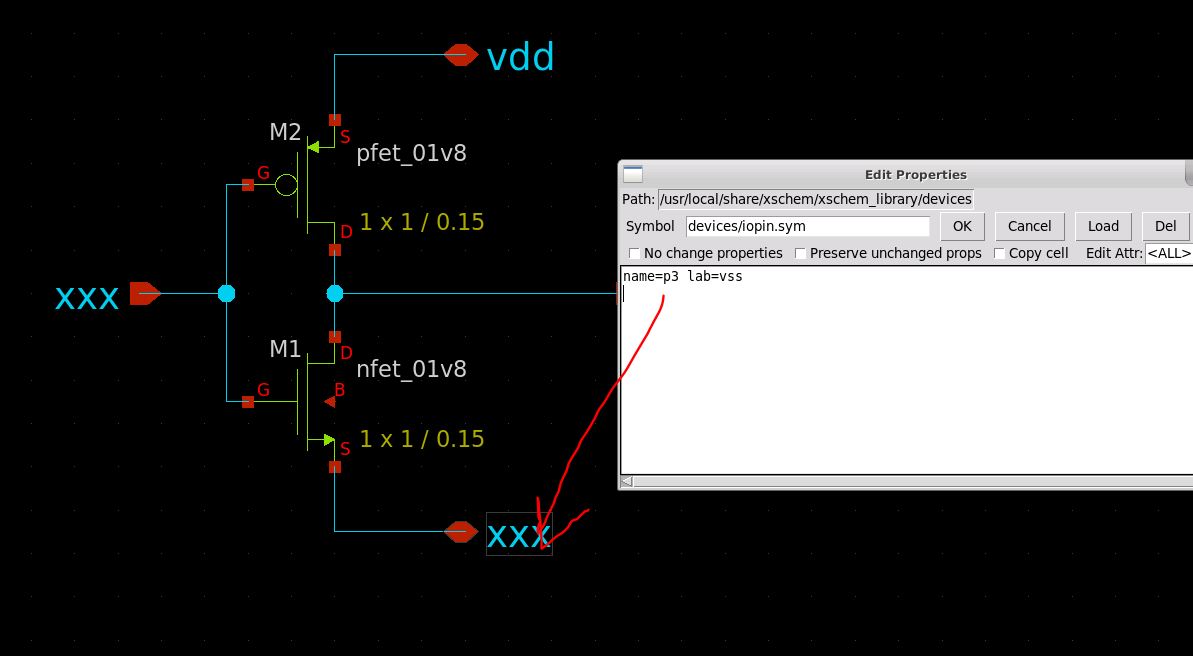 vdd
M2
S
pfet_01v8
G
1 x 1 / 0.15
D
xxx
M1
D
nfet_01v8
G
B
1 x 1 / 0.15
S
xxx
Edit Properties
Path: /usr/local/share/xschem/xschem_library/devices
Symbol devices/iopin.sym OK Cancel Load Del
No change properties Preserve unchanged props Copy cell Edit Attr: <ALL>
name=p3 lab=vss